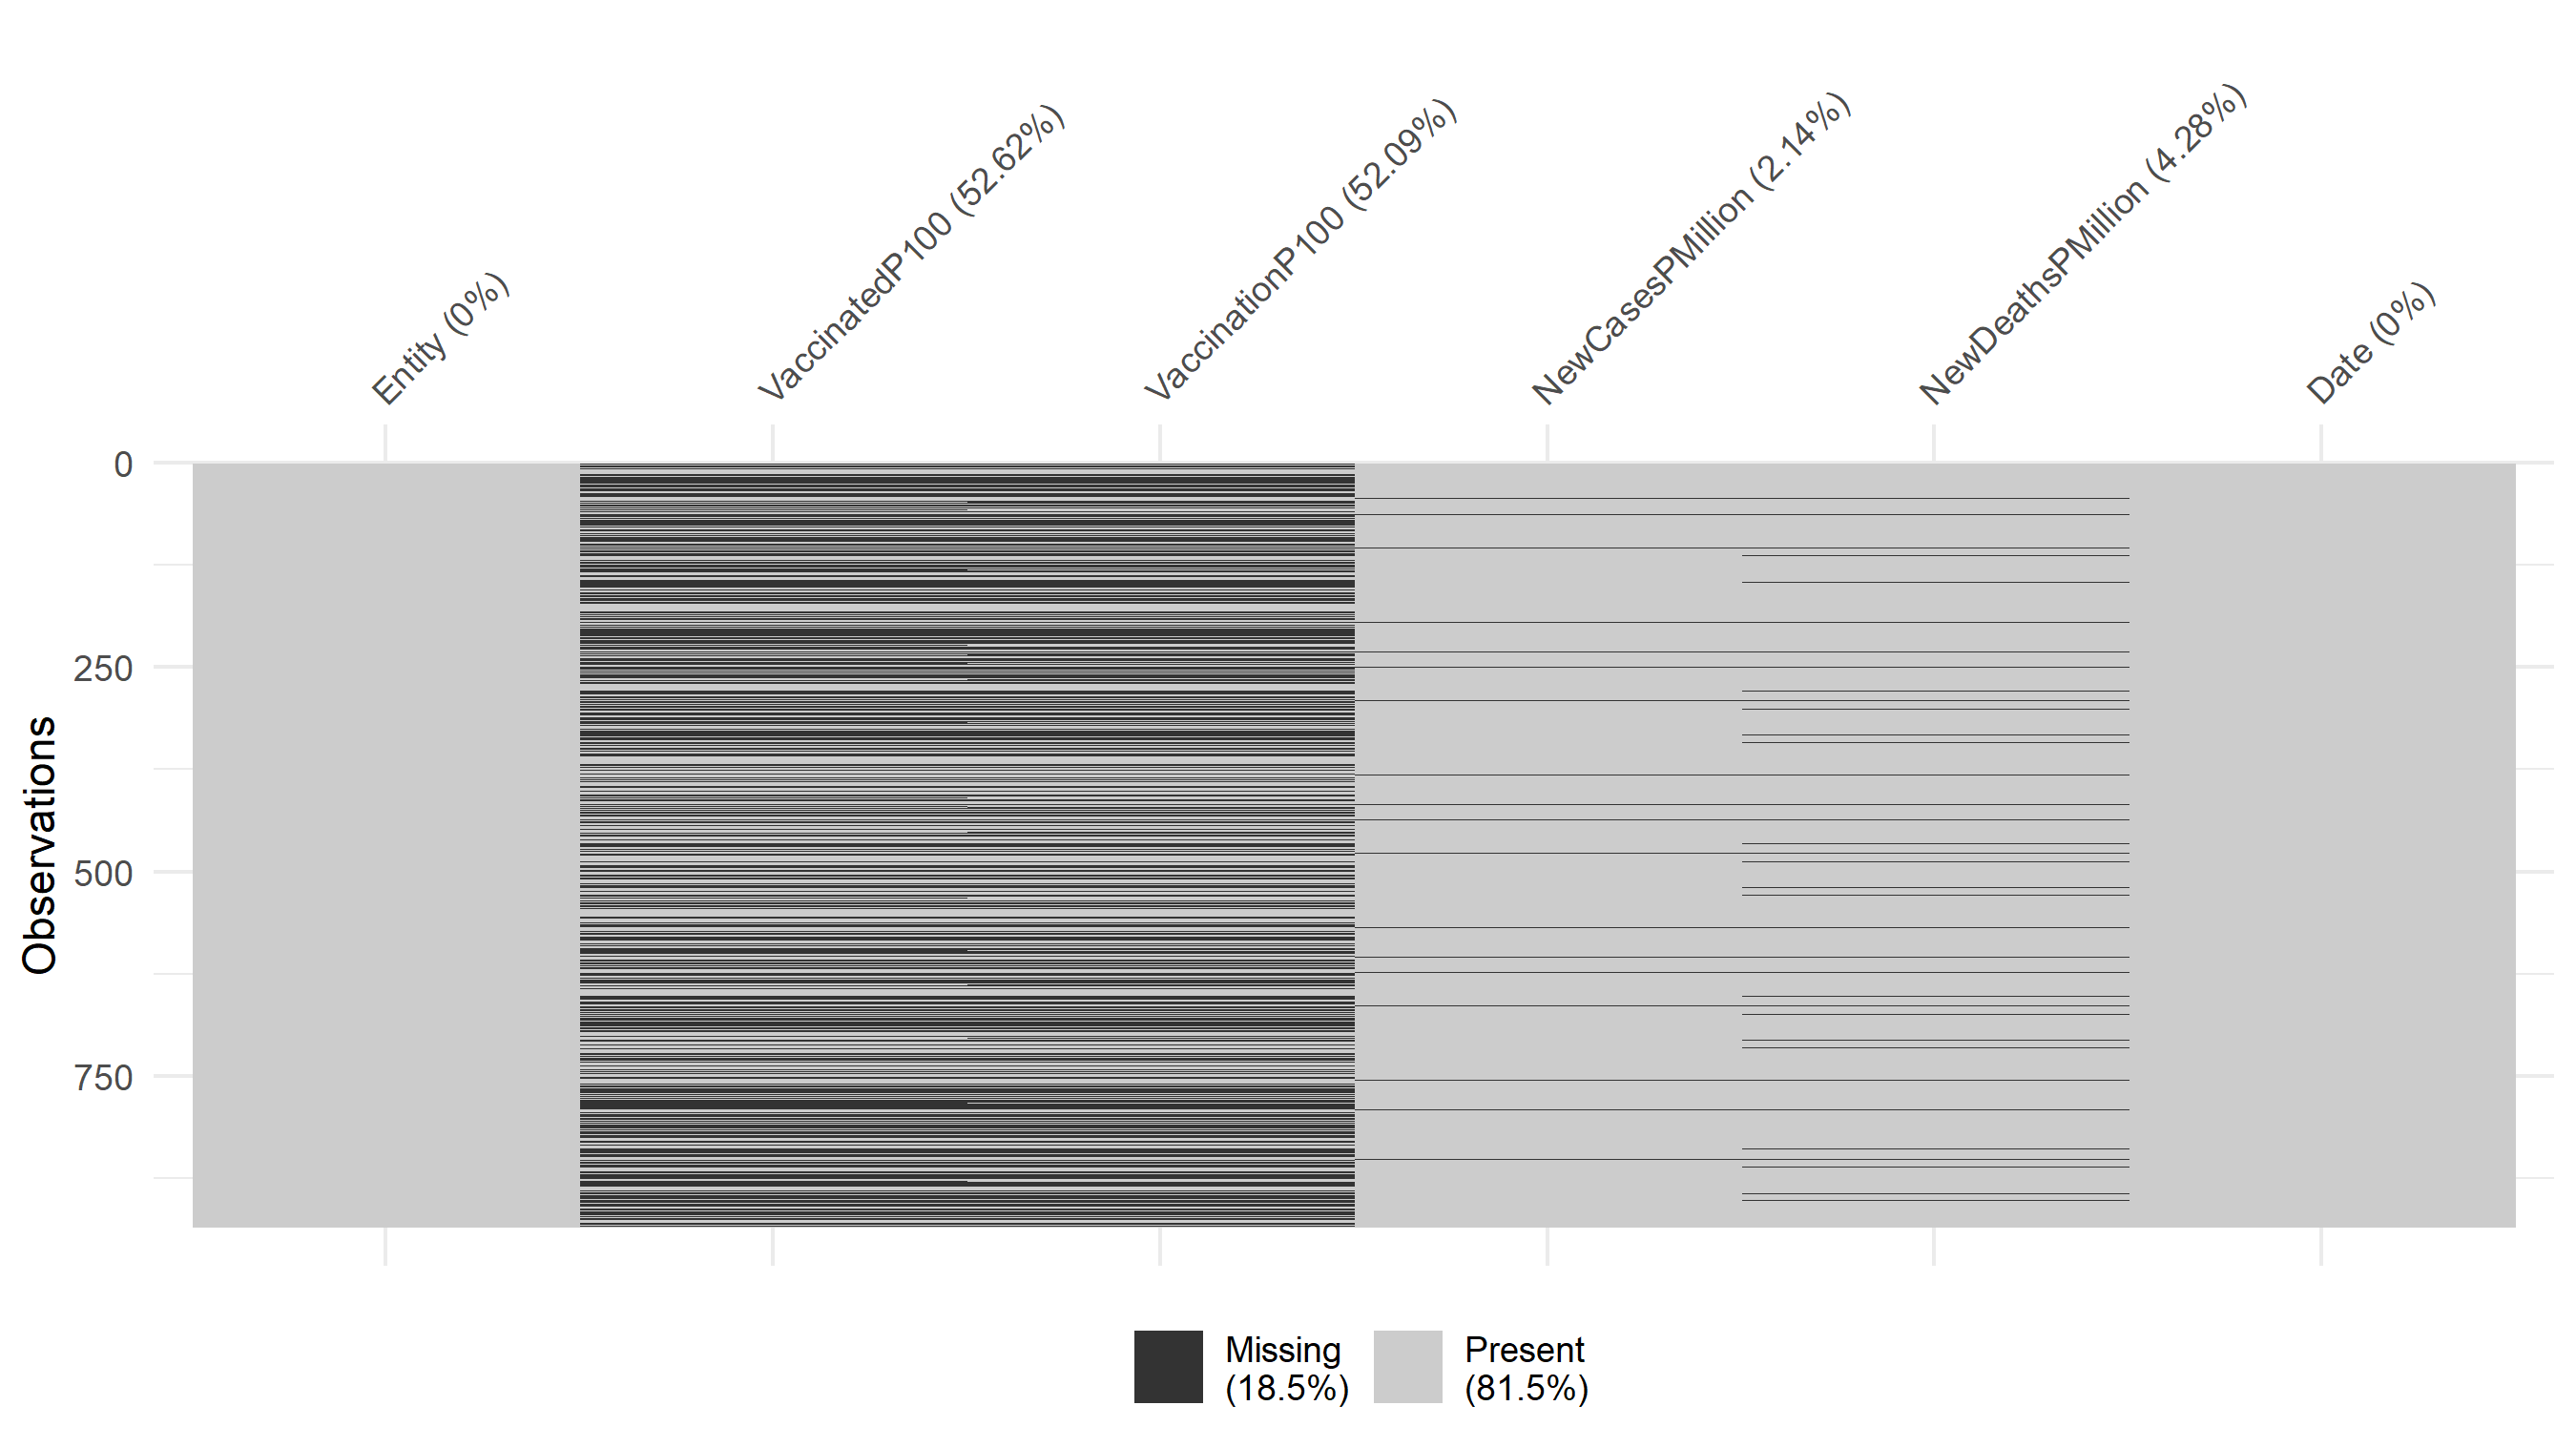 Entity (0%)
VaccinatedP100 (52.62%)
VaccinationP100 (52.09%)
NewCasesPMillion (2.14%)
NewDeathsPMillion (4.28%)
Date (0%)
Observations
0
250
500
750
Missing
(18.5%)
Present
(81.5%)